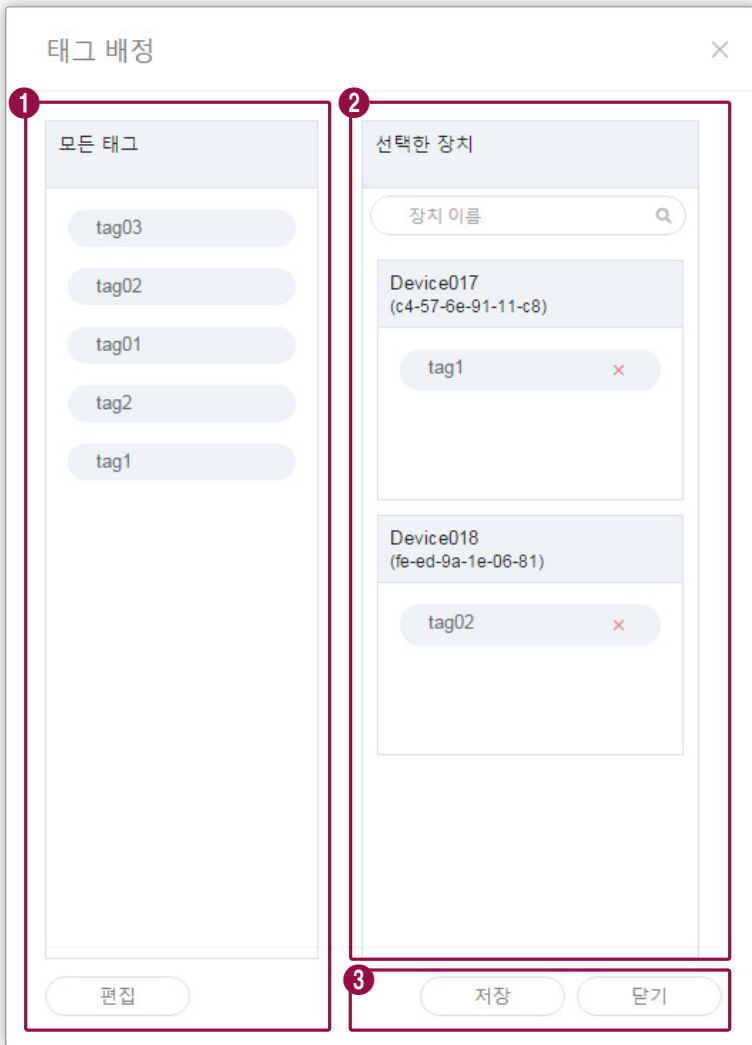 태그 배정
1
모든 태그
tag03
tag02
tag01
tag2
tag1
편집
2
선택한 장치
장치 이름
Device017
(c4-57-6e-91-11-c8)
tag1
Device018
(fe-ed-9a-1e-06-81)
tag02
3
저장
닫기